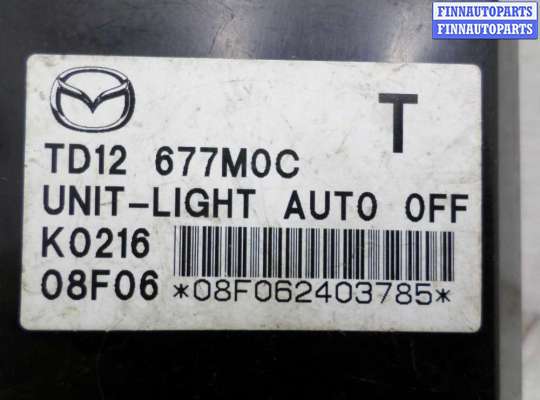 FINNAUTOPARTS
FINNAUTOPARTS
T
TD12 677M0C
UNIT-LIGHT AUTO OFF
K0216
08F06 *08F062403785*